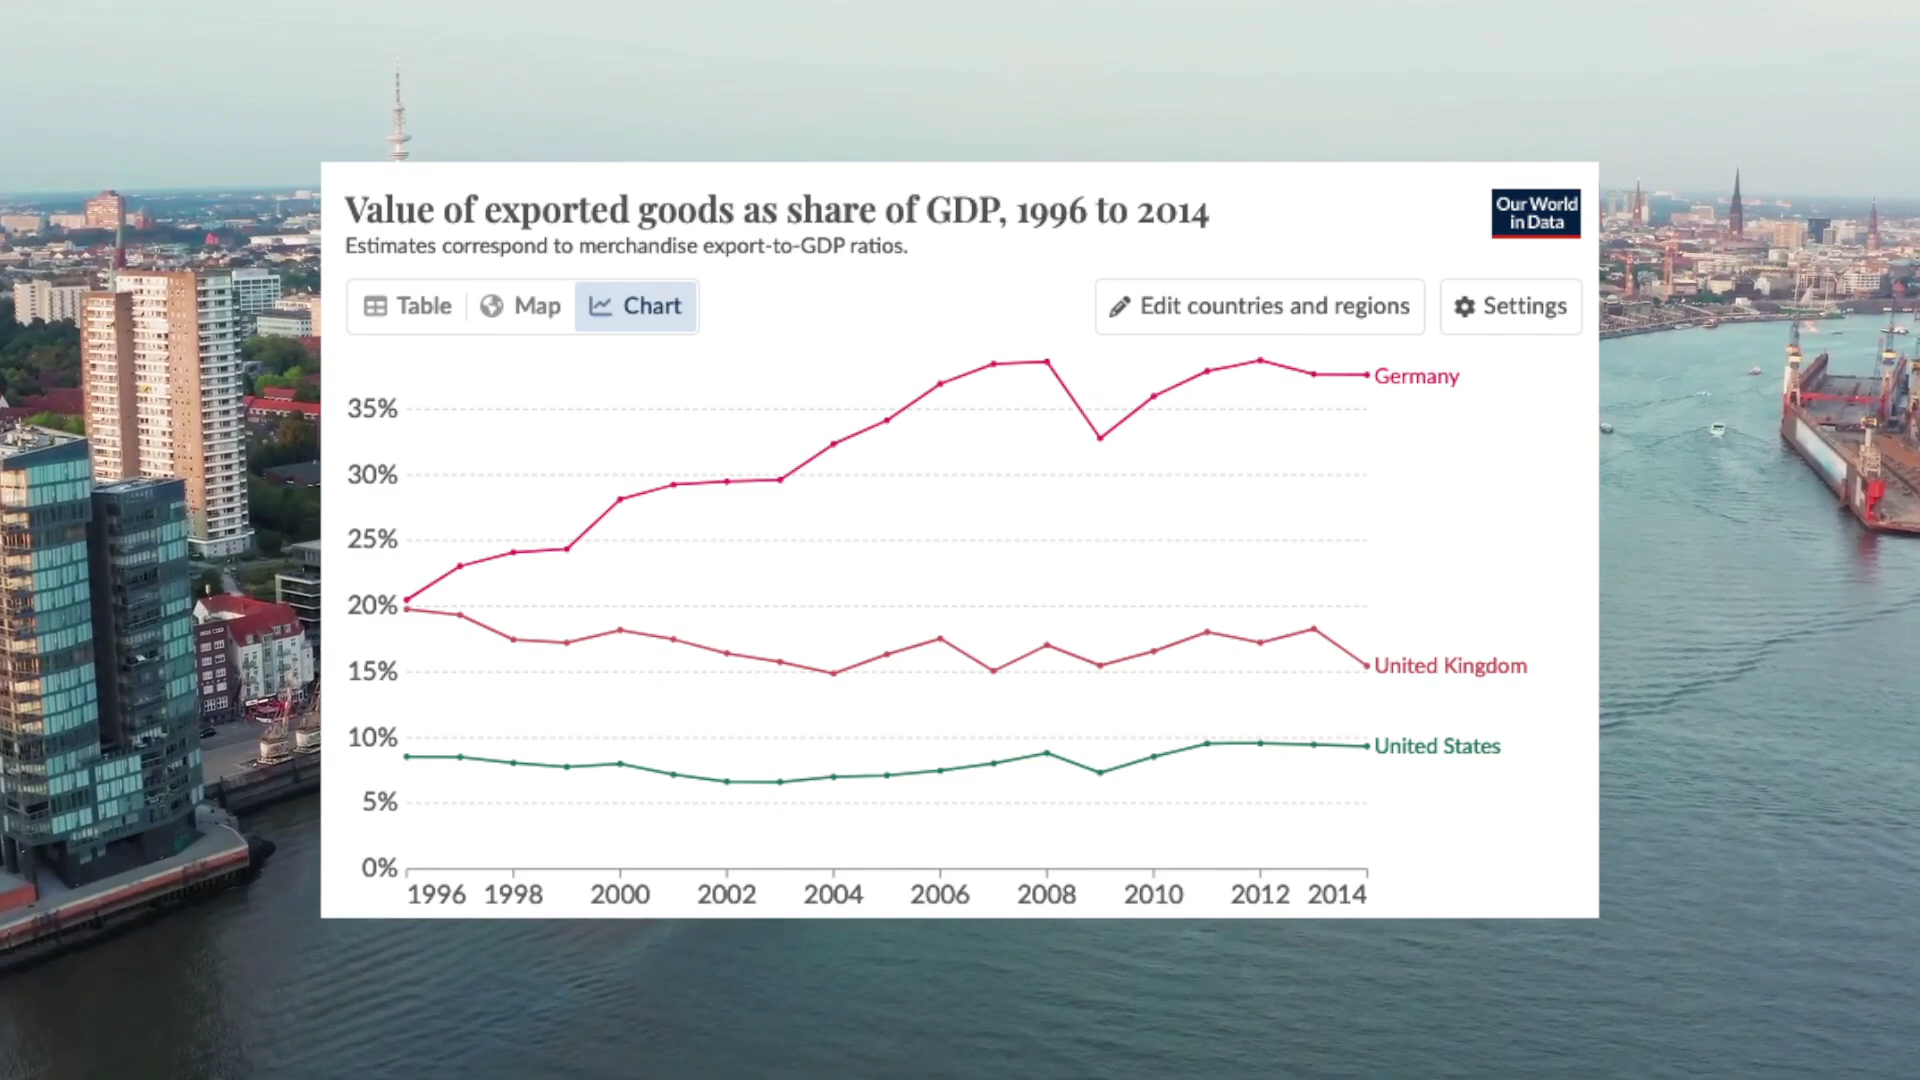 Value of exported goods as share of GDP, 1996 to 2014
Estimates correspond to merchandise export-to-GDP ratios.
Our World
in Data
Table Map Chart
Edit countries and regions Settings
35%
30%
25%
20%
15%
10%
5%
0%
Germany
United Kingdom
United States
1996 1998 2000 2002 2004 2006 2008 2010 2012 2014